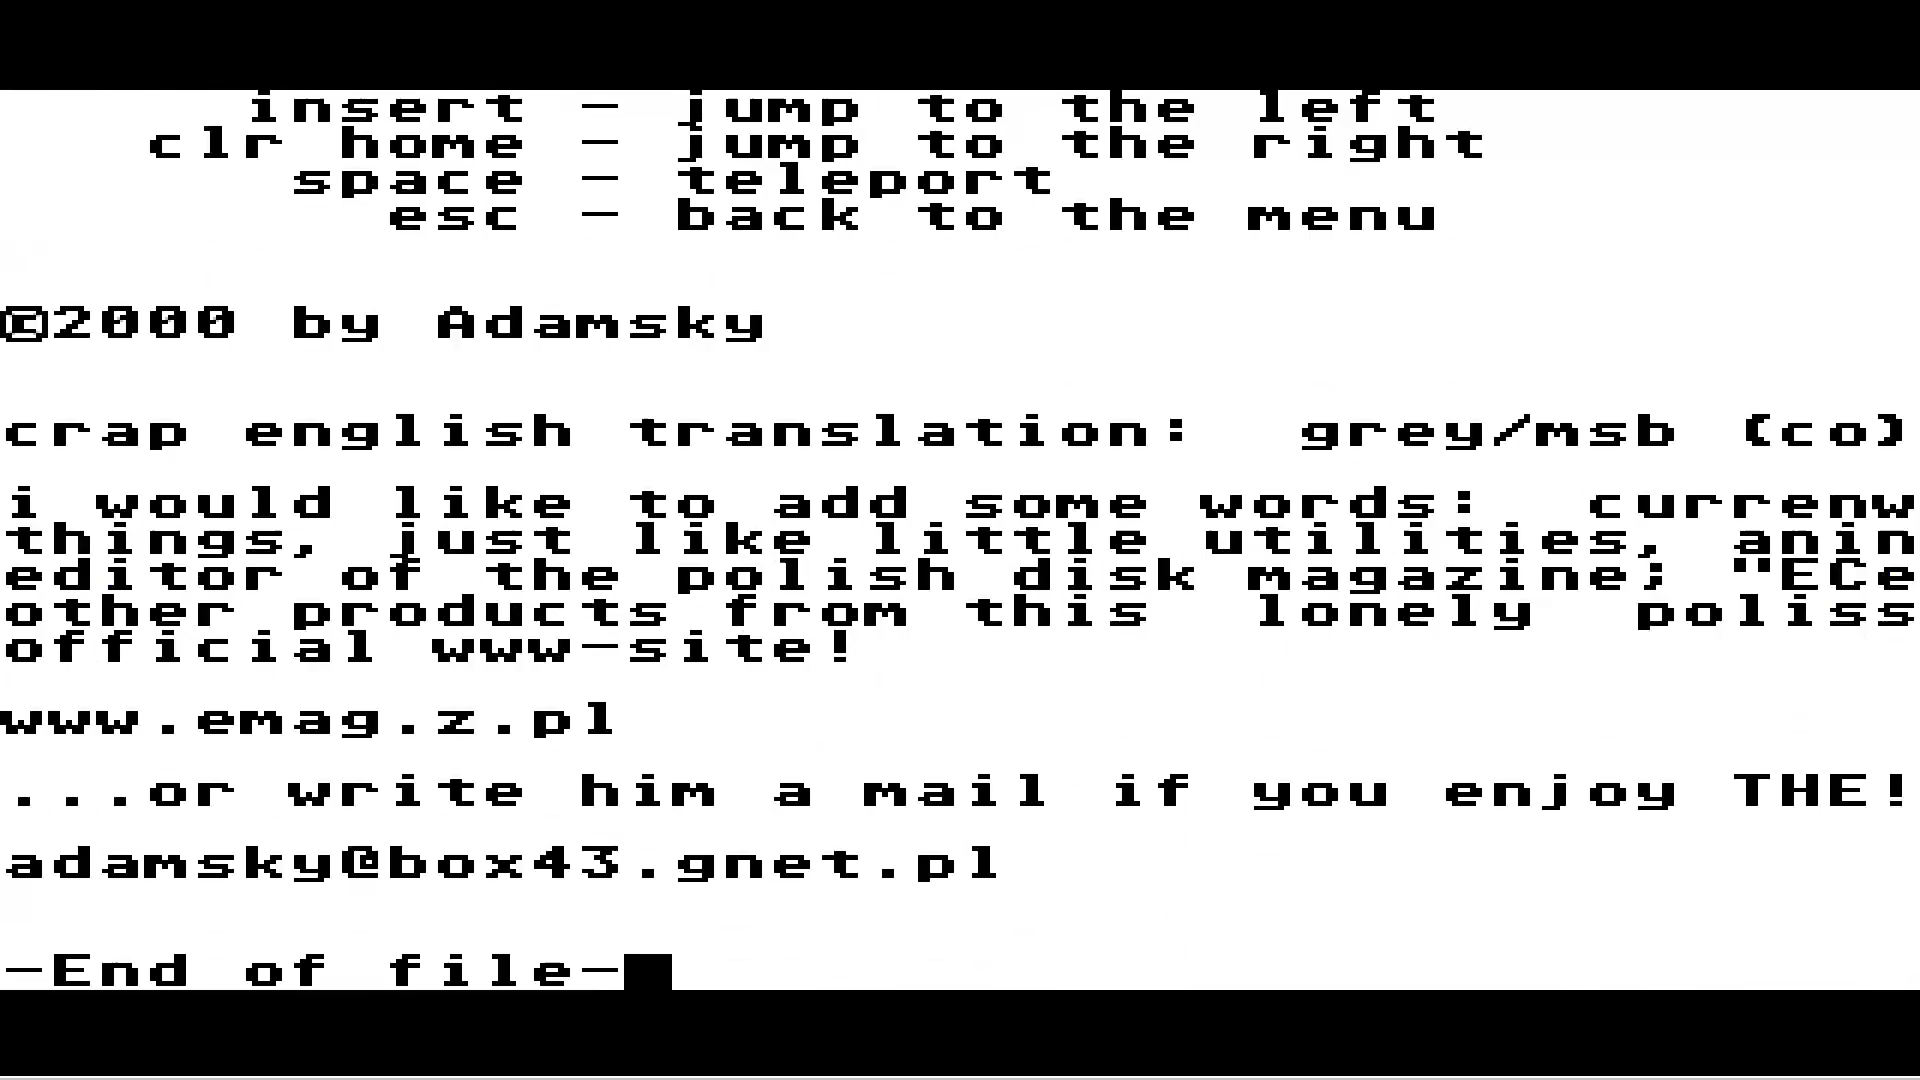 insert - jump to the left
clr home - jump to the right
space - teleport
esc - back to the menu
©2000 by Adamsky
crap english translation: grey/msb (co)
i would like to add some words: currenw
things, just like little utilities, anin
editor of the polish disk magazine; "ECe
other products from this lonely poliss
official www-site!
www.emag.z.pl
...or write him a mail if you enjoy THE!
adamsky@box43.gnet.pl
-End of file-